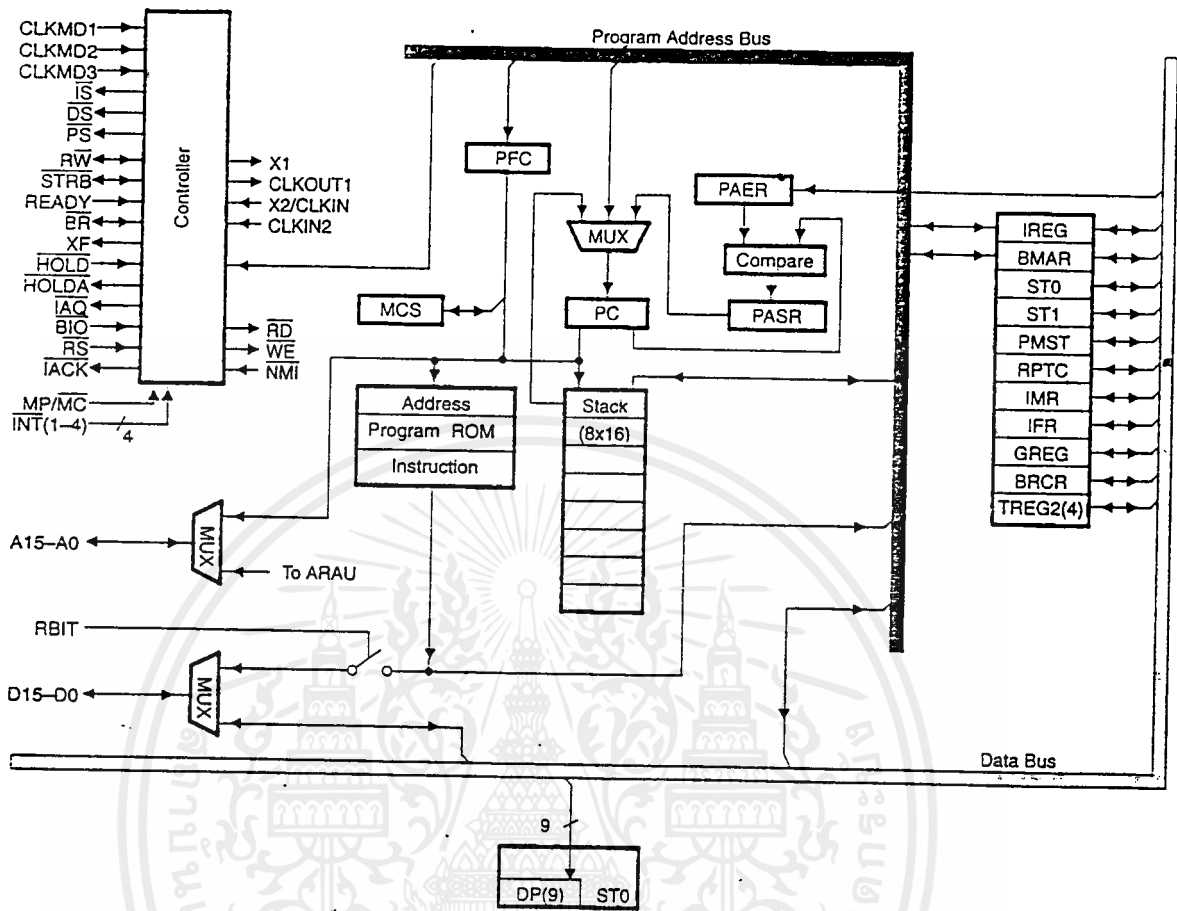 Program Address Bus
CLKMD1
CLKMD2
CLKMD3
IS
DS
PS
RW
STRB
READY
BR
XF
HOLD
HOLDA
IAQ
BIO
RS
IACK
MP/MC
INT(1–4)
4
Controller
X1
CLKOUT1
X2/CLKIN
CLKIN2
RD
WE
NMI
PFC
MUX
PAER
Compare
PASR
MCS
PC
Address
Program ROM
Instruction
Stack
(8x16)
IREG
BMAR
ST0
ST1
PMST
RPTC
IMR
IFR
GREG
BRCR
TREG2(4)
A15–A0
MUX
To ARAU
RBIT
D15–D0
MUX
Data Bus
9
DP(9)
ST0